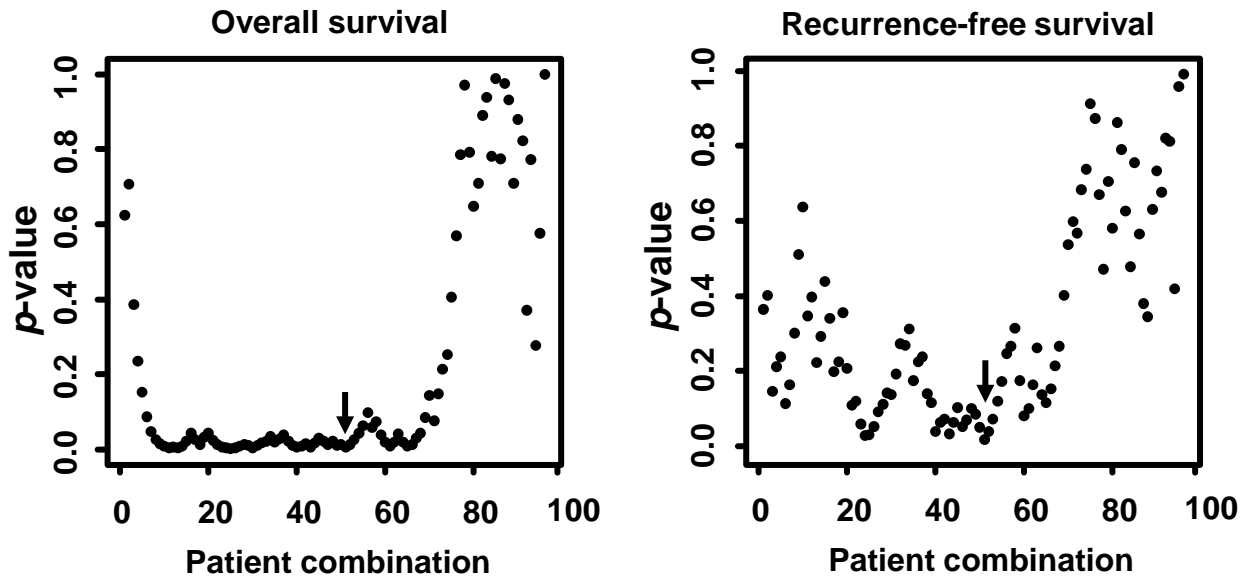 Overall survival
p-value
0.0 0.2 0.4 0.6 0.8 1.0
0 20 40 60 80 100
Patient combination
Recurrence-free survival
p-value
0.0 0.2 0.4 0.6 0.8 1.0
0 20 40 60 80 100
Patient combination